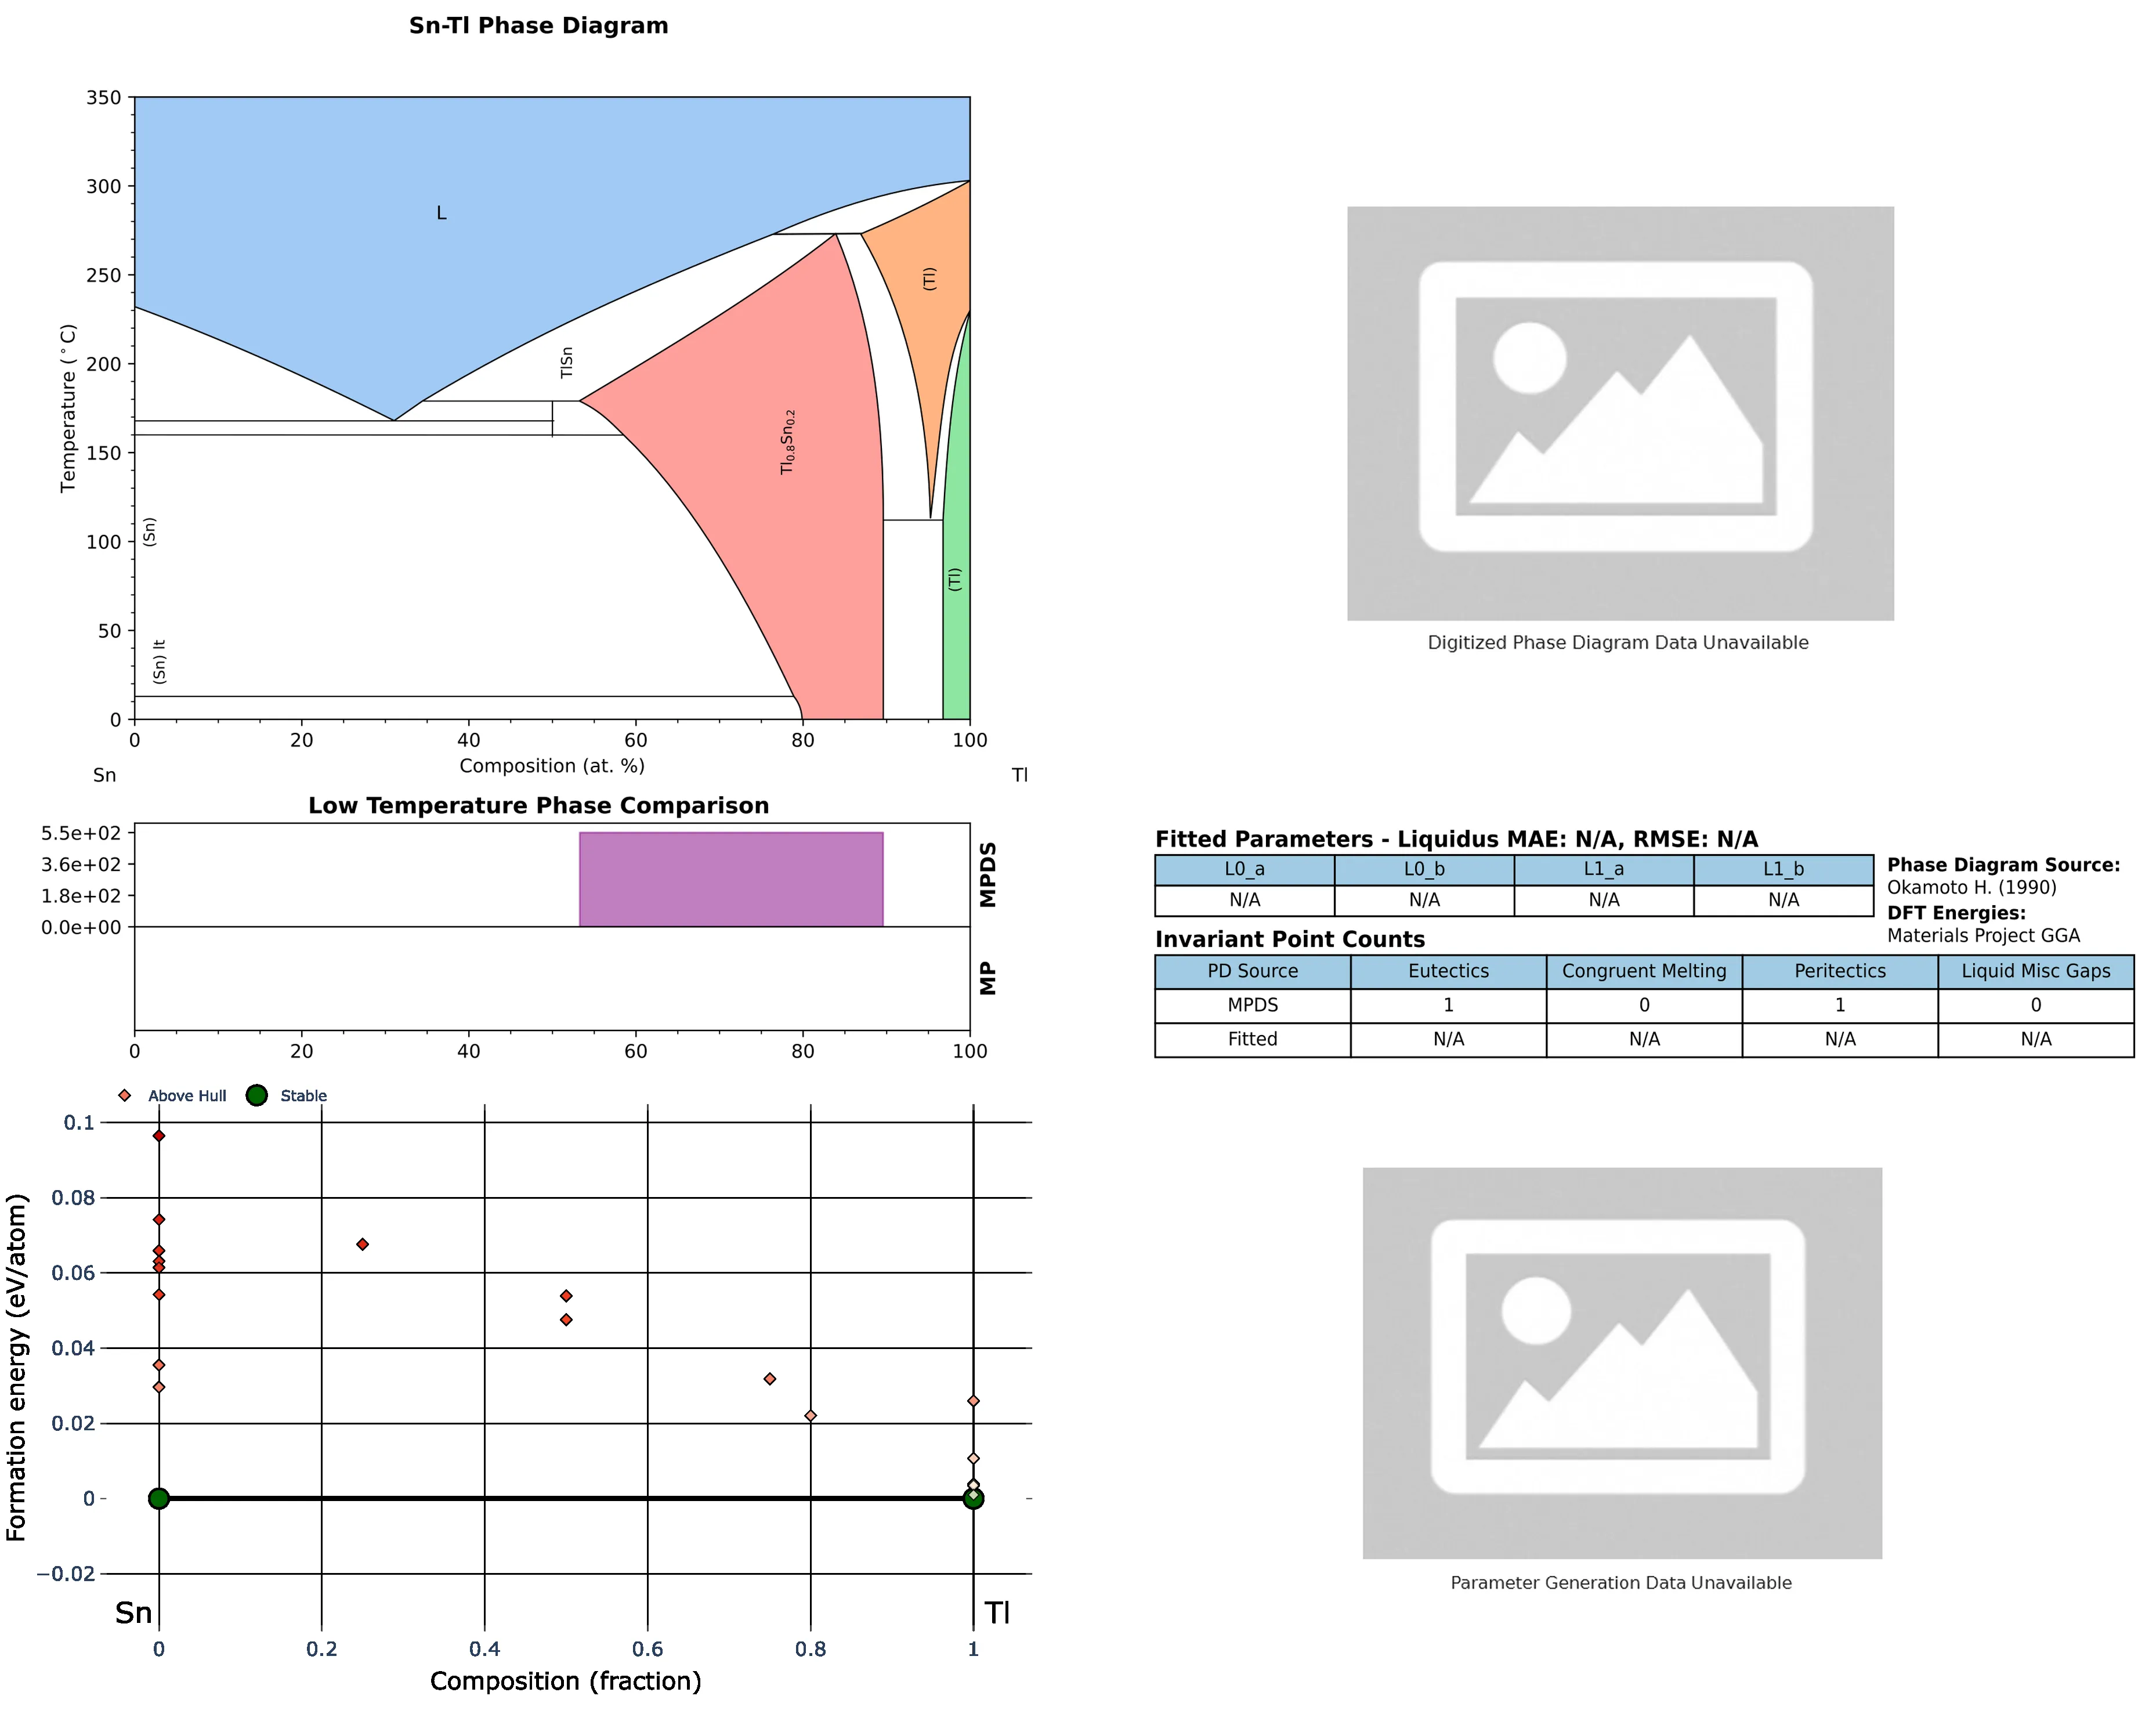 Sn-Tl Phase Diagram
350
300
250
200
150
100
50
0
Temperature (°C)
L
TlSn
Tl0.8Sn0.2
(Tl)
(Tl)
(Sn)
(Sn) lt
0 20 40 60 80 100
Composition (at. %)
Sn Tl
Digitized Phase Diagram Data Unavailable
Low Temperature Phase Comparison
5.5e+02
3.6e+02
1.8e+02
0.0e+00
MPDS
MP
0 20 40 60 80 100
Fitted Parameters - Liquidus MAE: N/A, RMSE: N/A
L0_a L0_b L1_a L1_b
N/A N/A N/A N/A
Phase Diagram Source:
Okamoto H. (1990)
DFT Energies:
Materials Project GGA
Invariant Point Counts
PD Source Eutectics Congruent Melting Peritectics Liquid Misc Gaps
MPDS 1 0 1 0
Fitted N/A N/A N/A N/A
Above Hull Stable
0.1
0.08
0.06
0.04
0.02
0
−0.02
Formation energy (eV/atom)
Sn Tl
0 0.2 0.4 0.6 0.8 1
Composition (fraction)
Parameter Generation Data Unavailable